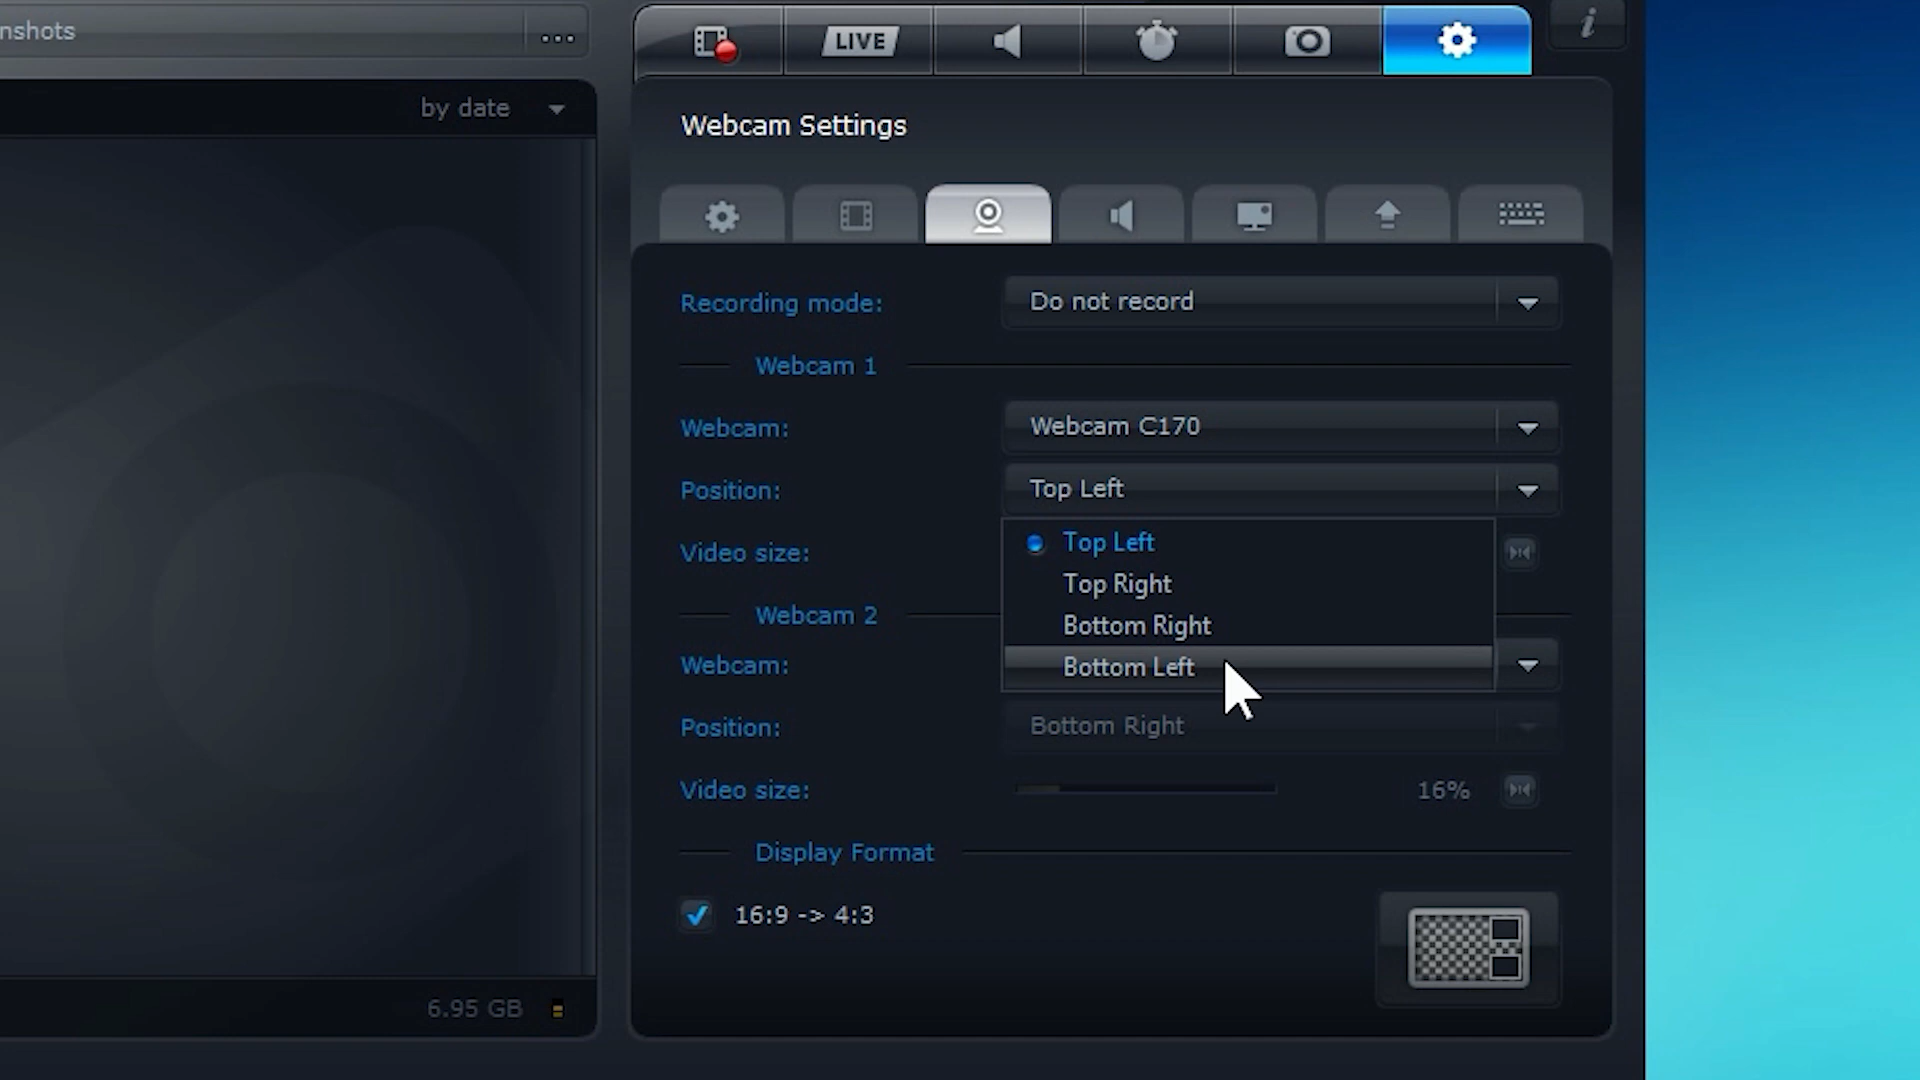 nshots
...
LIVE
i
by date
Webcam Settings
Recording mode:
Do not record
Webcam 1
Webcam:
Webcam C170
Position:
Top Left
Video size:
Top Left
Top Right
Bottom Right
Bottom Left
Webcam 2
Webcam:
Position:
Bottom Right
Video size:
16%
Display Format
16:9 -> 4:3
6.95 GB